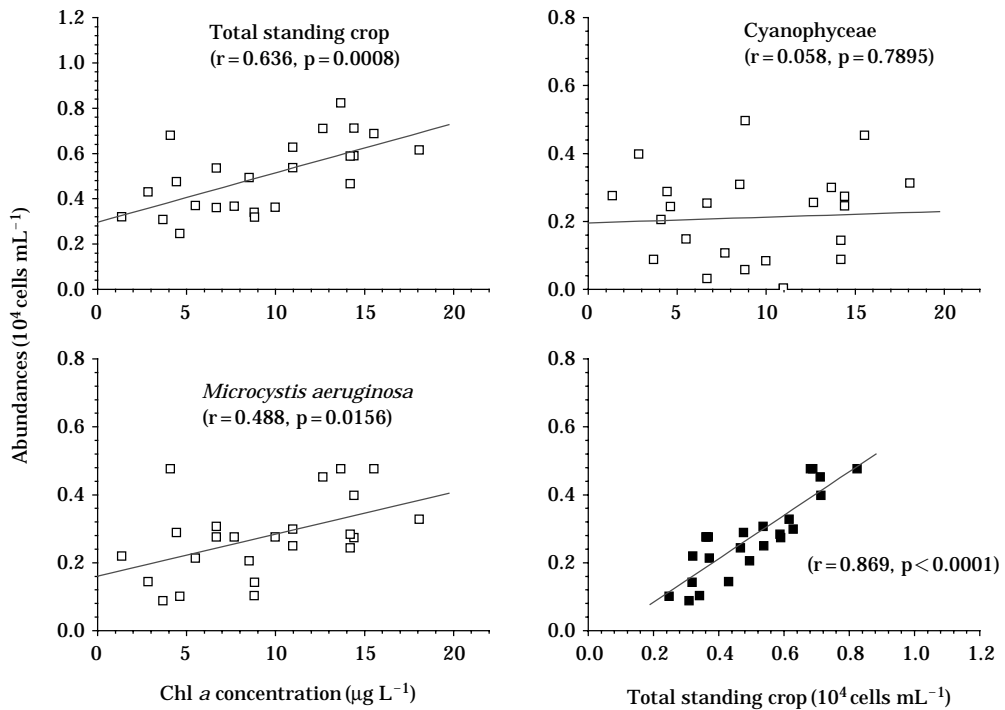 Abundances (10⁴ cells mL⁻¹)
1.2
1.0
0.8
0.6
0.4
0.2
0.0
Total standing crop
(r = 0.636, p = 0.0008)
0 5 10 15 20
0.8
0.6
0.4
0.2
0.0
Cyanophyceae
(r = 0.058, p = 0.7895)
0 5 10 15 20
0.8
0.6
0.4
0.2
0.0
Microcystis aeruginosa
(r = 0.488, p = 0.0156)
0 5 10 15 20
Chl a concentration (µg L⁻¹)
0.8
0.6
0.4
0.2
0.0
(r = 0.869, p < 0.0001)
0.0 0.2 0.4 0.6 0.8 1.0 1.2
Total standing crop (10⁴ cells mL⁻¹)